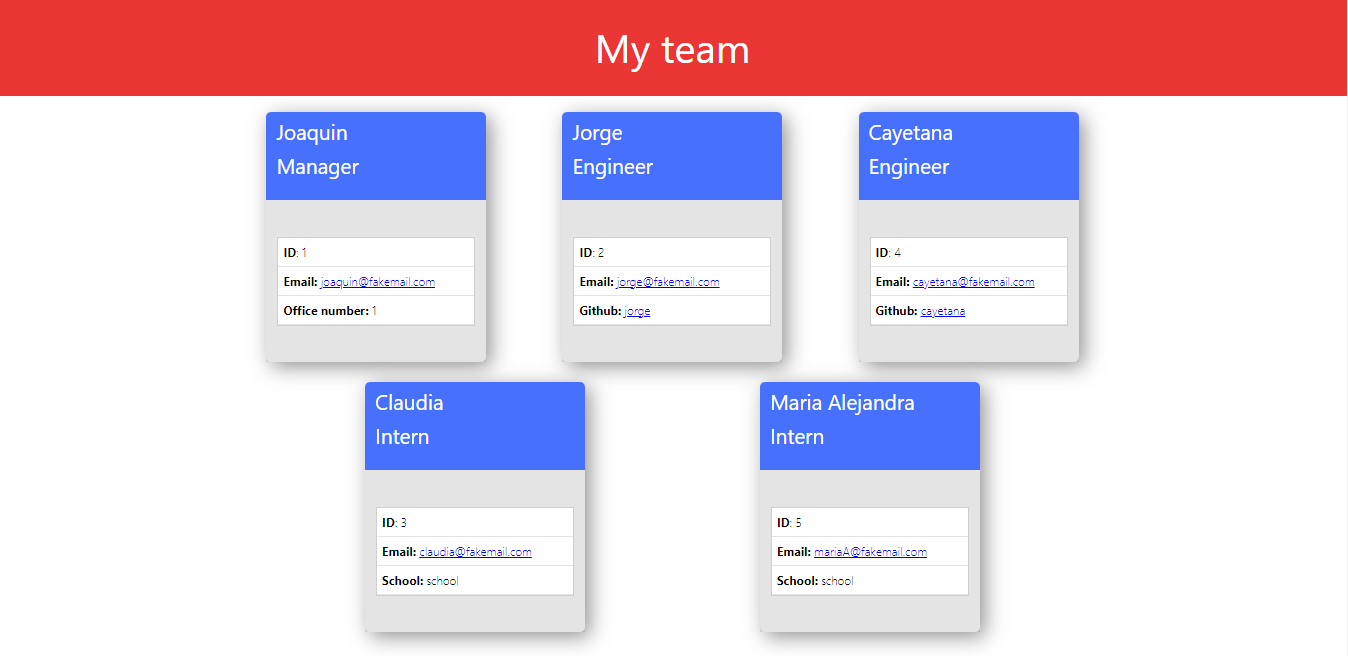 My team
Joaquin
Manager
ID: 1
Email: joaquin@fakemail.com
Office number: 1
Jorge
Engineer
ID: 2
Email: jorge@fakemail.com
Github: jorge
Cayetana
Engineer
ID: 4
Email: cayetana@fakemail.com
Github: cayetana
Claudia
Intern
ID: 3
Email: claudia@fakemail.com
School: school
Maria Alejandra
Intern
ID: 5
Email: mariaA@fakemail.com
School: school